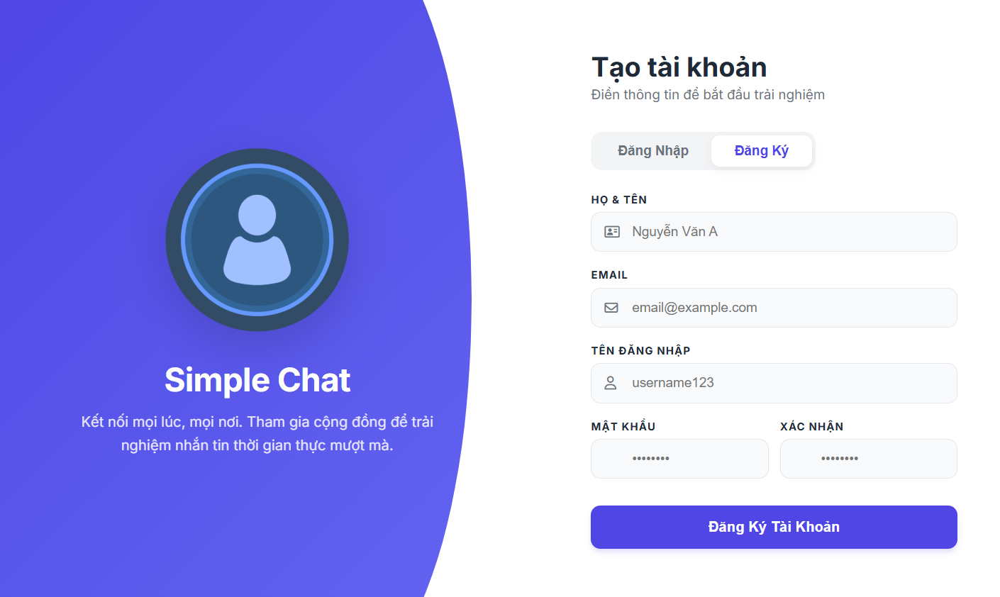 Simple Chat
Kết nối mọi lúc, mọi nơi. Tham gia cộng đồng để trải
nghiệm nhắn tin thời gian thực mượt mà.
Tạo tài khoản
Điền thông tin để bắt đầu trải nghiệm
Đăng Nhập Đăng Ký
HỌ & TÊN
Nguyễn Văn A
EMAIL
email@example.com
TÊN ĐĂNG NHẬP
username123
MẬT KHẨU XÁC NHẬN
•••••••• ••••••••
Đăng Ký Tài Khoản